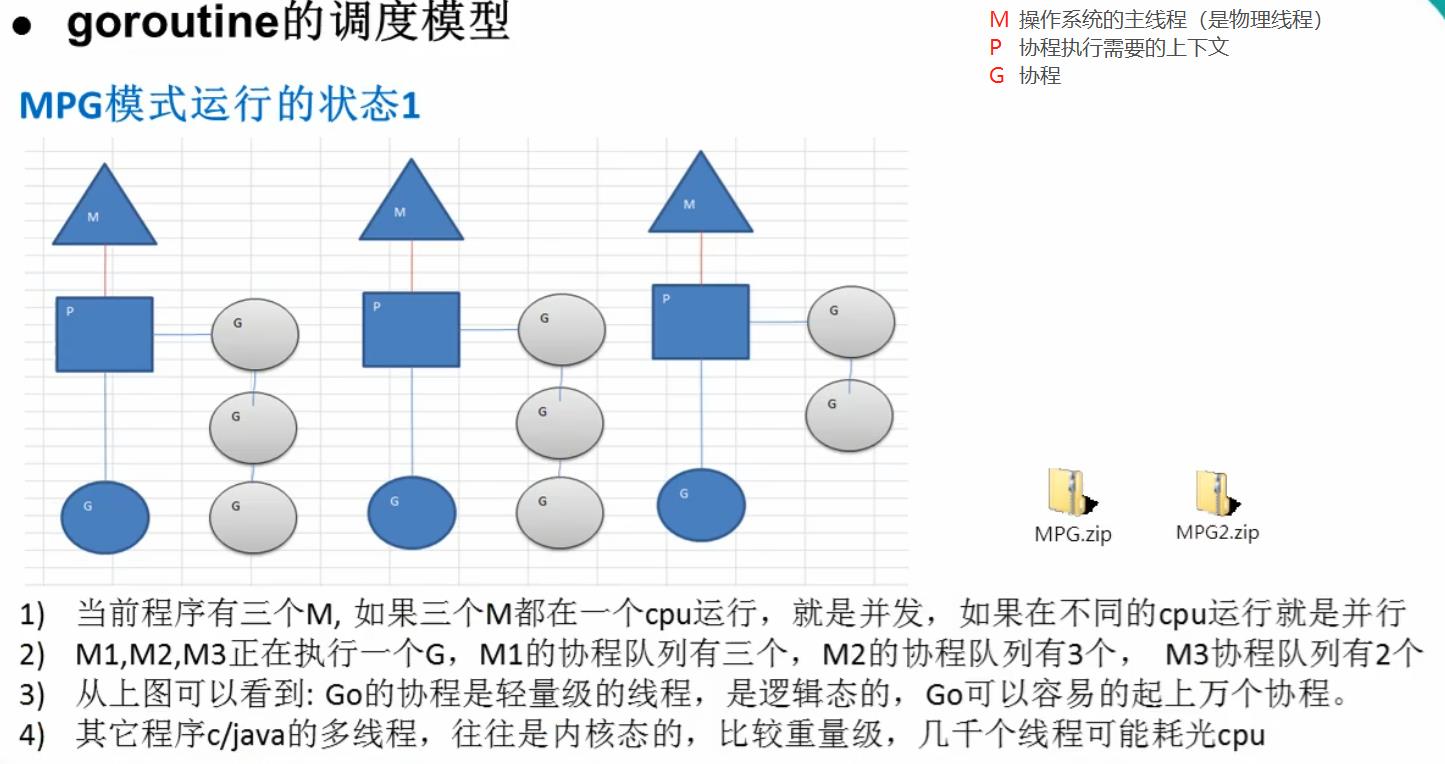 ● goroutine的调度模型
M 操作系统的主线程（是物理线程）
P 协程执行需要的上下文
G 协程
MPG模式运行的状态1
M
M
M
P
G
P
G
P
G
G
G
G
G
G
G
G
G
MPG.zip
MPG2.zip
1) 当前程序有三个M, 如果三个M都在一个cpu运行，就是并发，如果在不同的cpu运行就是并行
2) M1,M2,M3正在执行一个G，M1的协程队列有三个，M2的协程队列有3个， M3协程队列有2个
3) 从上图可以看到: Go的协程是轻量级的线程，是逻辑态的，Go可以容易的起上万个协程。
4) 其它程序c/java的多线程，往往是内核态的，比较重量级，几千个线程可能耗光cpu